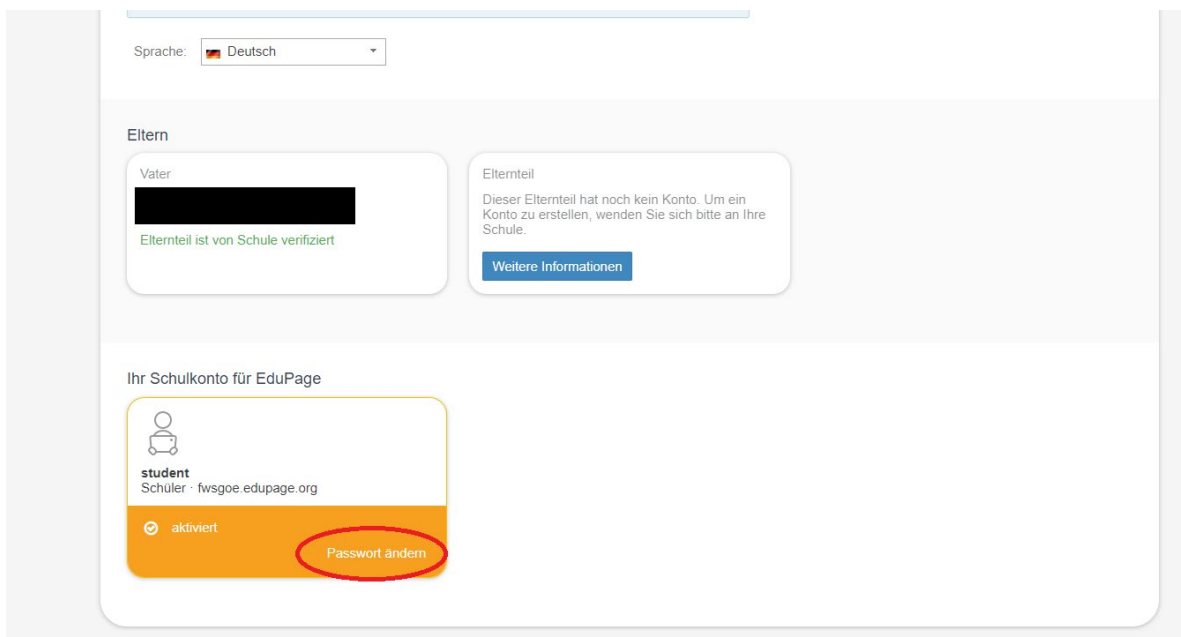 Sprache: Deutsch
Eltern
Vater
Elternteil ist von Schule verifiziert
Elternteil
Dieser Elternteil hat noch kein Konto. Um ein
Konto zu erstellen, wenden Sie sich bitte an Ihre
Schule.
Weitere Informationen
Ihr Schulkonto für EduPage
student
Schüler · fwsgoe.edupage.org
aktiviert
Passwort ändern